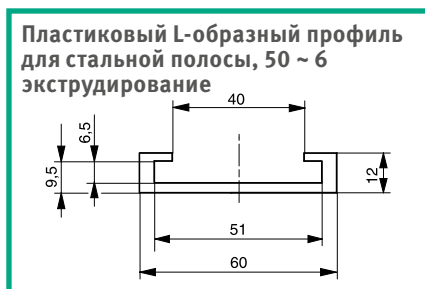 Пластиковый L-образный профиль
для стальной полосы, 50 ~ 6
экструдирование
40
6,5
9,5
12
51
60